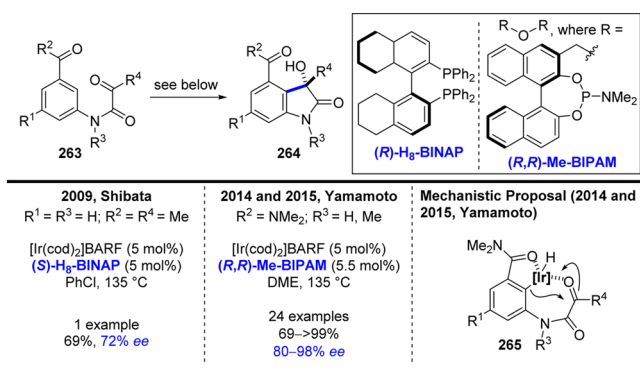 R² O
O R⁴
R¹ N O
R³
263
see below
R² O
HO R⁴
O
R¹ N
R³
264
PPh₂
PPh₂
(R)-H₈-BINAP
R O R , where R =
O
P–NMe₂
O
(R,R)-Me-BIPAM
2009, Shibata
R¹ = R³ = H; R² = R⁴ = Me
[Ir(cod)₂]BARF (5 mol%)
(S)-H₈-BINAP (5 mol%)
PhCl, 135 °C
1 example
69%, 72% ee
2014 and 2015, Yamamoto
R² = NMe₂; R³ = H, Me
[Ir(cod)₂]BARF (5 mol%)
(R,R)-Me-BIPAM (5.5 mol%)
DME, 135 °C
24 examples
69–>99%
80–98% ee
Mechanistic Proposal (2014 and
2015, Yamamoto)
Me₂N O H
[Ir] O
R⁴
R¹ N O
R³
265